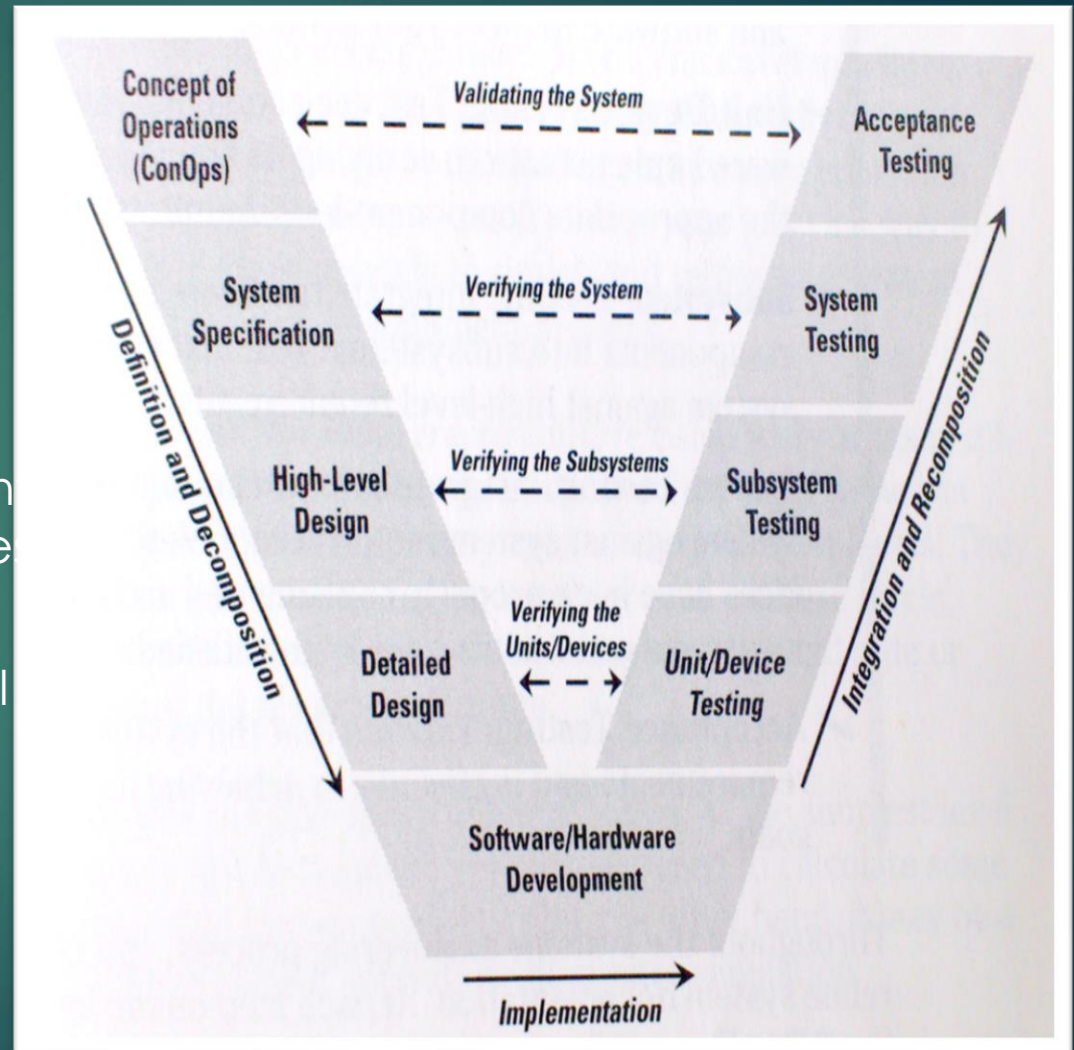 Concept of
Operations
(ConOps)
Validating the System
Acceptance
Testing
System
Specification
Verifying the System
System
Testing
Definition and Decomposition
Integration and Recomposition
High-Level
Design
Verifying the Subsystems
Subsystem
Testing
Detailed
Design
Verifying the
Units/Devices
Unit/Device
Testing
Software/Hardware
Development
Implementation